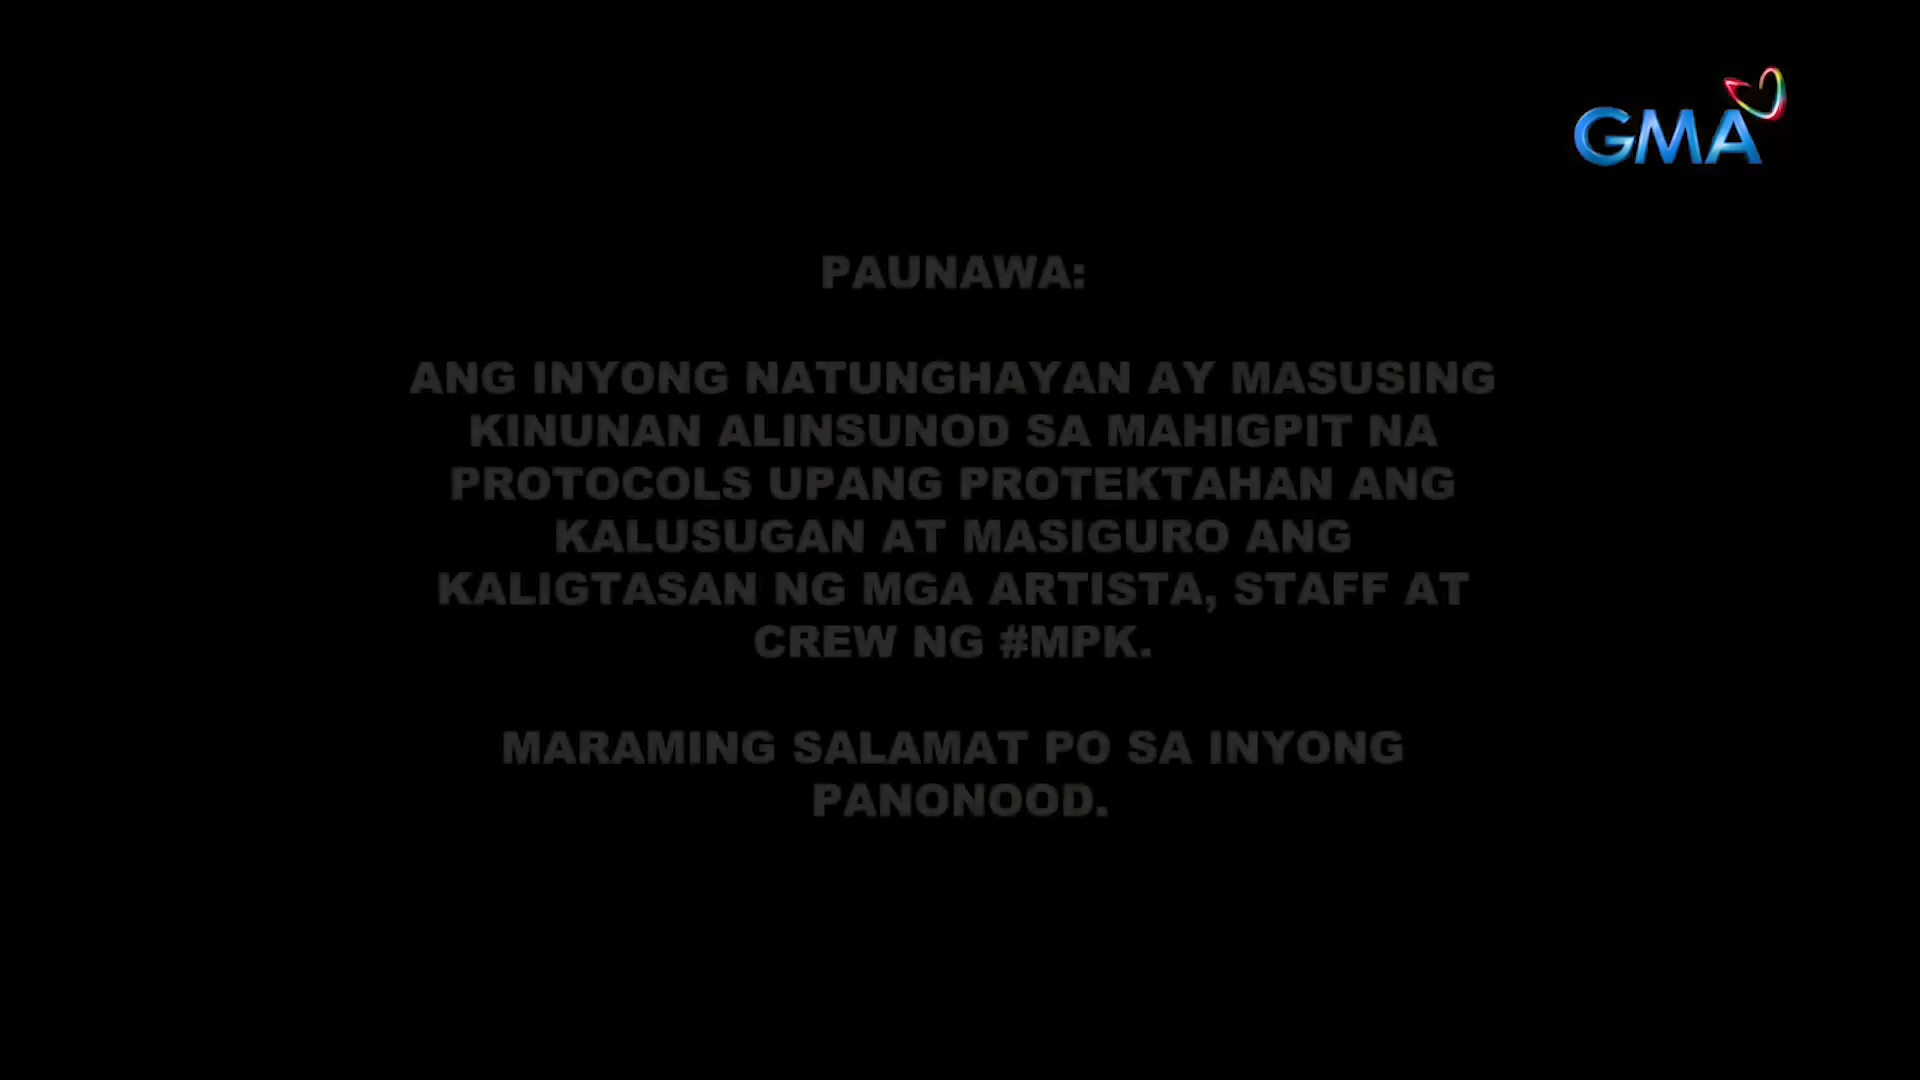 GMA
PAUNAWA:
ANG INYONG NATUNGHAYAN AY MASUSING
KINUNAN ALINSUNOD SA MAHIGPIT NA
PROTOCOLS UPANG PROTEKTAHAN ANG
KALUSUGAN AT MASIGURO ANG
KALIGTASAN NG MGA ARTISTA, STAFF AT
CREW NG #MPK.
MARAMING SALAMAT PO SA INYONG
PANONOOD.